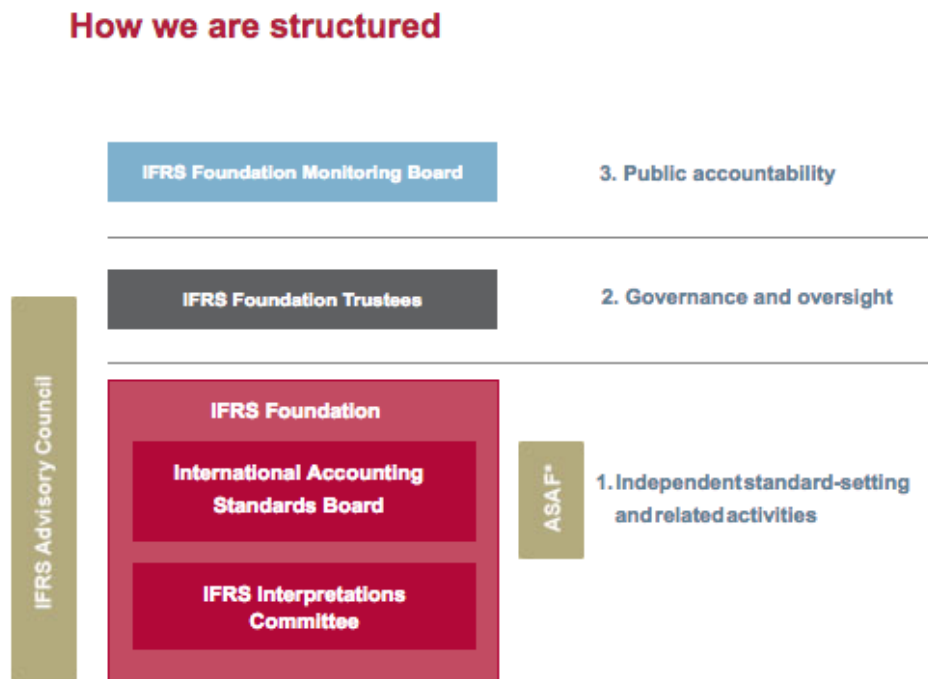 How we are structured
IFRS Foundation Monitoring Board
3. Public accountability
IFRS Foundation Trustees
2. Governance and oversight
IFRS Advisory Council
IFRS Foundation
International Accounting
Standards Board
ASAF*
1. Independent standard-setting
and related activities
IFRS Interpretations
Committee